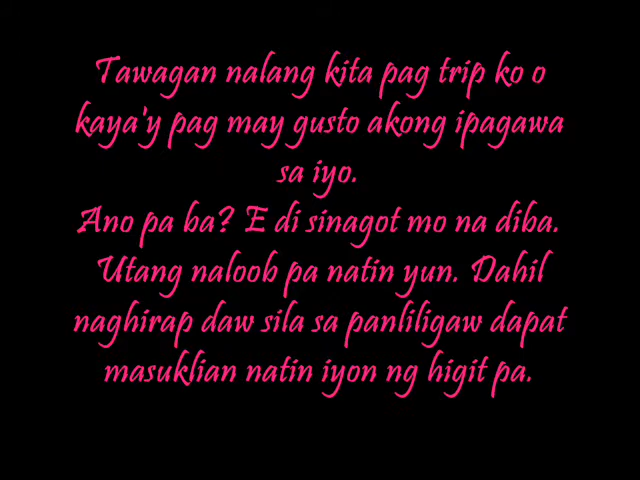 Tawagan nalang kita pag trip ko o
kaya'y pag may gusto akong ipagawa
sa iyo.
Ano pa ba? E di sinagot mo na diba.
Utang naloob pa natin yun. Dahil
naghirap daw sila sa panliligaw dapat
masuklian natin iyon ng higit pa.